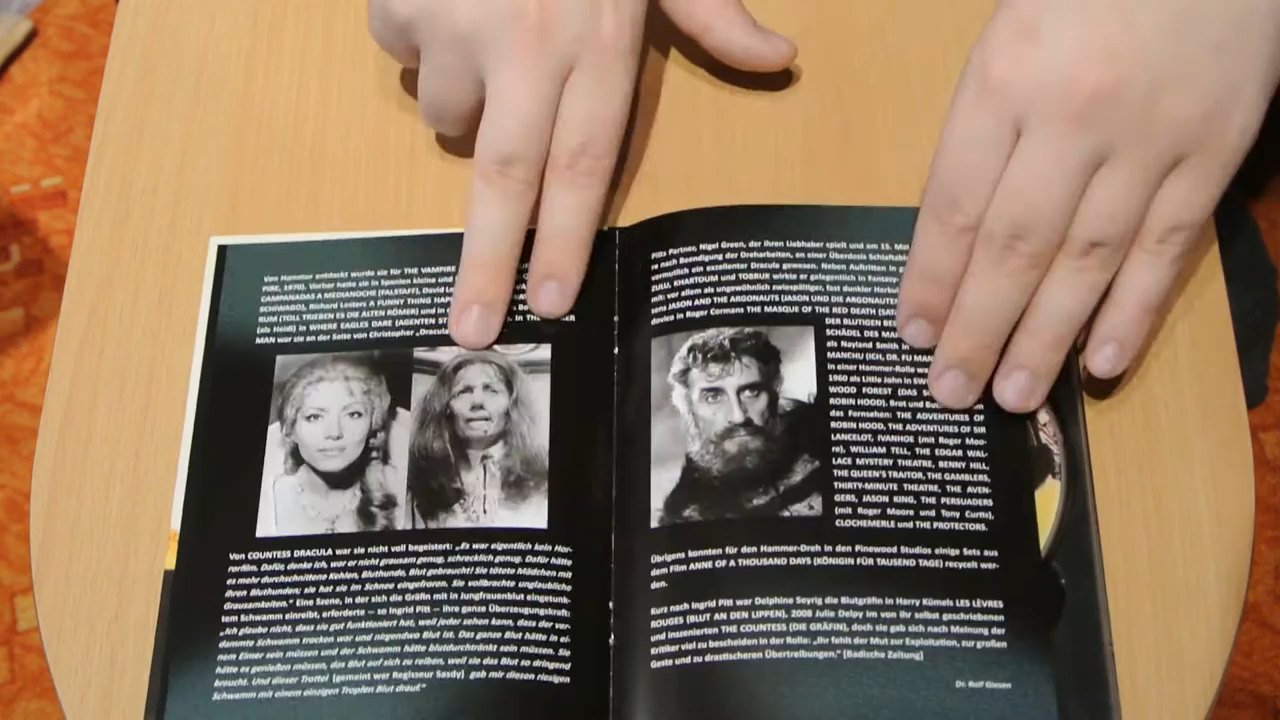 Von Hammer entdeckt wurde sie für THE VAMPIRE
PIRE, 1970). Vorher hatte sie in Spanien kleine und
CAMPANADAS A MEDIANOCHE [FALSTAFF], David Le
SCHIWAGO), Richard Lesters A FUNNY THING HAP
RUM (TOLL TRIEBEN ES DIE ALTEN RÖMER) und in
(als Heidi) in WHERE EAGLES DARE (AGENTEN ST
MAN war sie an der Seite von Christopher „Dracula
Von COUNTESS DRACULA war sie nicht voll begeistert: „Es war eigentlich kein Hor-
rorfilm. Dafür, denke ich, war er nicht grausam genug, schrecklich genug. Dafür hätte
es mehr durchschnittene Kehlen, Bluthunde, Blut gebraucht! Sie tötete Mädchen mit
ihren Bluthunden; sie hat sie im Schnee eingefroren. Sie vollbrachte unglaubliche
Grausamkeiten.“ Eine Szene, in der sich die Gräfin mit in Jungfrauenblut eingetunk-
tem Schwamm einreibt, erforderte – so Ingrid Pitt – ihre ganze Überzeugungskraft:
„Ich glaube nicht, dass sie gut funktioniert hat, weil jeder sehen kann, dass der ver-
dammte Schwamm trocken war und nirgendwo Blut ist. Das ganze Blut hätte in ei-
nem Eimer sein müssen und der Schwamm hätte blutdurchtränkt sein müssen. Sie
hätte es genießen müssen, das Blut auf sich zu reiben, weil sie das Blut so dringend
braucht. Und dieser Trottel (gemeint wer Regisseur Sasdy) gab mir diesen riesigen
Schwamm mit einem einzigen Tropfen Blut drauf.“
Pitts Partner, Nigel Green, der ihren Liebhaber spielt und am 15. Mai
re nach Beendigung der Dreharbeiten, an einer Überdosis Schlaftabl
vermutlich ein exzellenter Dracula gewesen. Neben Auftritten in
ZULU, KHARTOUM und TOBRUK wirkte er gelegentlich in Fantasy-
mit: vor allem als ungewöhnlich zwiespältiger, fast dunkler Herku
JASON AND THE ARGONAUTS (JASON UND DIE ARGONAUTEN
dovico in Roger Cormans THE MASQUE OF THE RED DEATH (SATA
DER BLUTIGEN BES
SCHÄDEL DES MAR
als Nayland Smith in
MANCHU (ICH, DR. FU MAN
in einer Hammer-Rolle wa
1960 als Little John in SW
WOOD FOREST (DAS
ROBIN HOOD). Brot und
das Fernsehen: THE ADVENTURES OF
ROBIN HOOD, THE ADVENTURES OF SIR
LANCELOT, IVANHOE (mit Roger Moo-
re), WILLIAM TELL, THE EDGAR WAL-
LACE MYSTERY THEATRE, BENNY HILL,
THE QUEEN'S TRAITOR, THE GAMBLERS,
THIRTY-MINUTE THEATRE, THE AVEN-
GERS, JASON KING, THE PERSUADERS
(mit Roger Moore und Tony Curtis),
CLOCHEMERLE und THE PROTECTORS.
Übrigens konnten für den Hammer-Dreh in den Pinewood Studios einige Sets aus
dem Film ANNE OF A THOUSAND DAYS (KÖNIGIN FÜR TAUSEND TAGE) recycelt wer-
den.
Kurz nach Ingrid Pitt war Delphine Seyrig die Blutgräfin in Harry Kümels LES LÈVRES
ROUGES (BLUT AN DEN LIPPEN), 2008 Julie Delpy im von ihr selbst geschriebenen
und inszenierten THE COUNTESS (DIE GRÄFIN), doch sie gab sich nach Meinung der
Kritiker viel zu bescheiden in der Rolle: „Ihr fehlt der Mut zur Exploitation, zur großen
Geste und zu drastischeren Übertreibungen.“ (Badische Zeitung)
Dr. Rolf Giesen